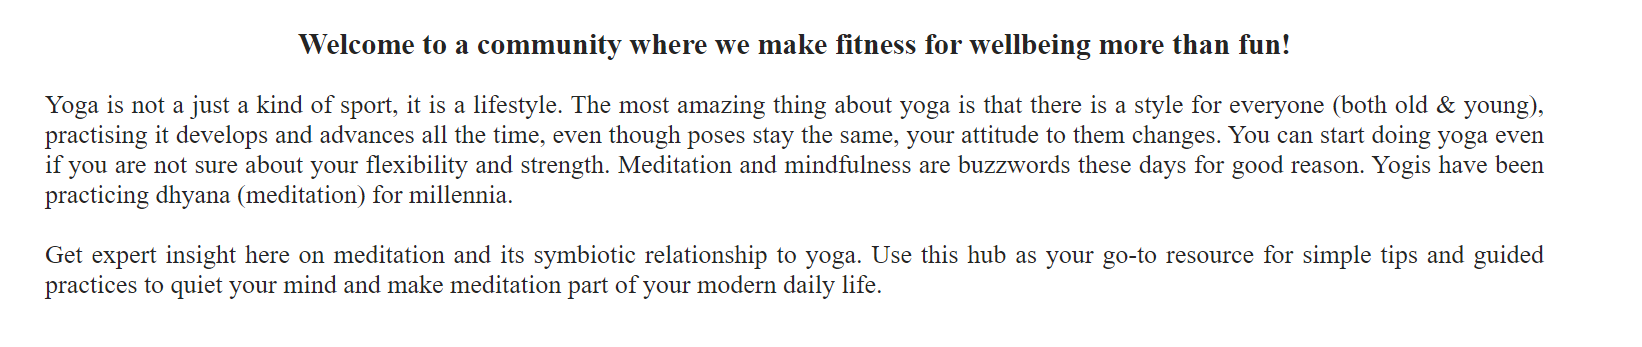 Welcome to a community where we make fitness for wellbeing more than fun!
Yoga is not a just a kind of sport, it is a lifestyle. The most amazing thing about yoga is that there is a style for everyone (both old & young),
practising it develops and advances all the time, even though poses stay the same, your attitude to them changes. You can start doing yoga even
if you are not sure about your flexibility and strength. Meditation and mindfulness are buzzwords these days for good reason. Yogis have been
practicing dhyana (meditation) for millennia.
Get expert insight here on meditation and its symbiotic relationship to yoga. Use this hub as your go-to resource for simple tips and guided
practices to quiet your mind and make meditation part of your modern daily life.